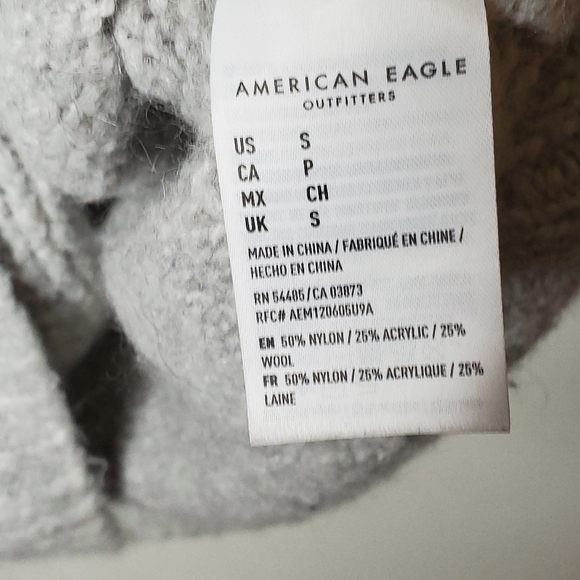 AMERICAN EAGLE
OUTFITTERS
US S
CA P
MX CH
UK S
MADE IN CHINA / FABRIQUÉ EN CHINE /
HECHO EN CHINA
RN 54485/CA 03873
RFC# AEM120605U9A
EN 50% NYLON / 25% ACRYLIC / 25%
WOOL
FR 50% NYLON / 25% ACRYLIQUE / 25%
LAINE